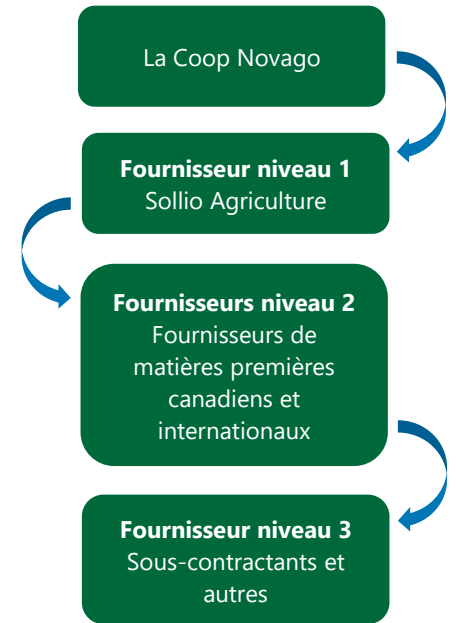 La Coop Novago
Fournisseur niveau 1
Sollio Agriculture
Fournisseurs niveau 2
Fournisseurs de
matières premières
canadiens et
internationaux
Fournisseur niveau 3
Sous-contractants et
autres